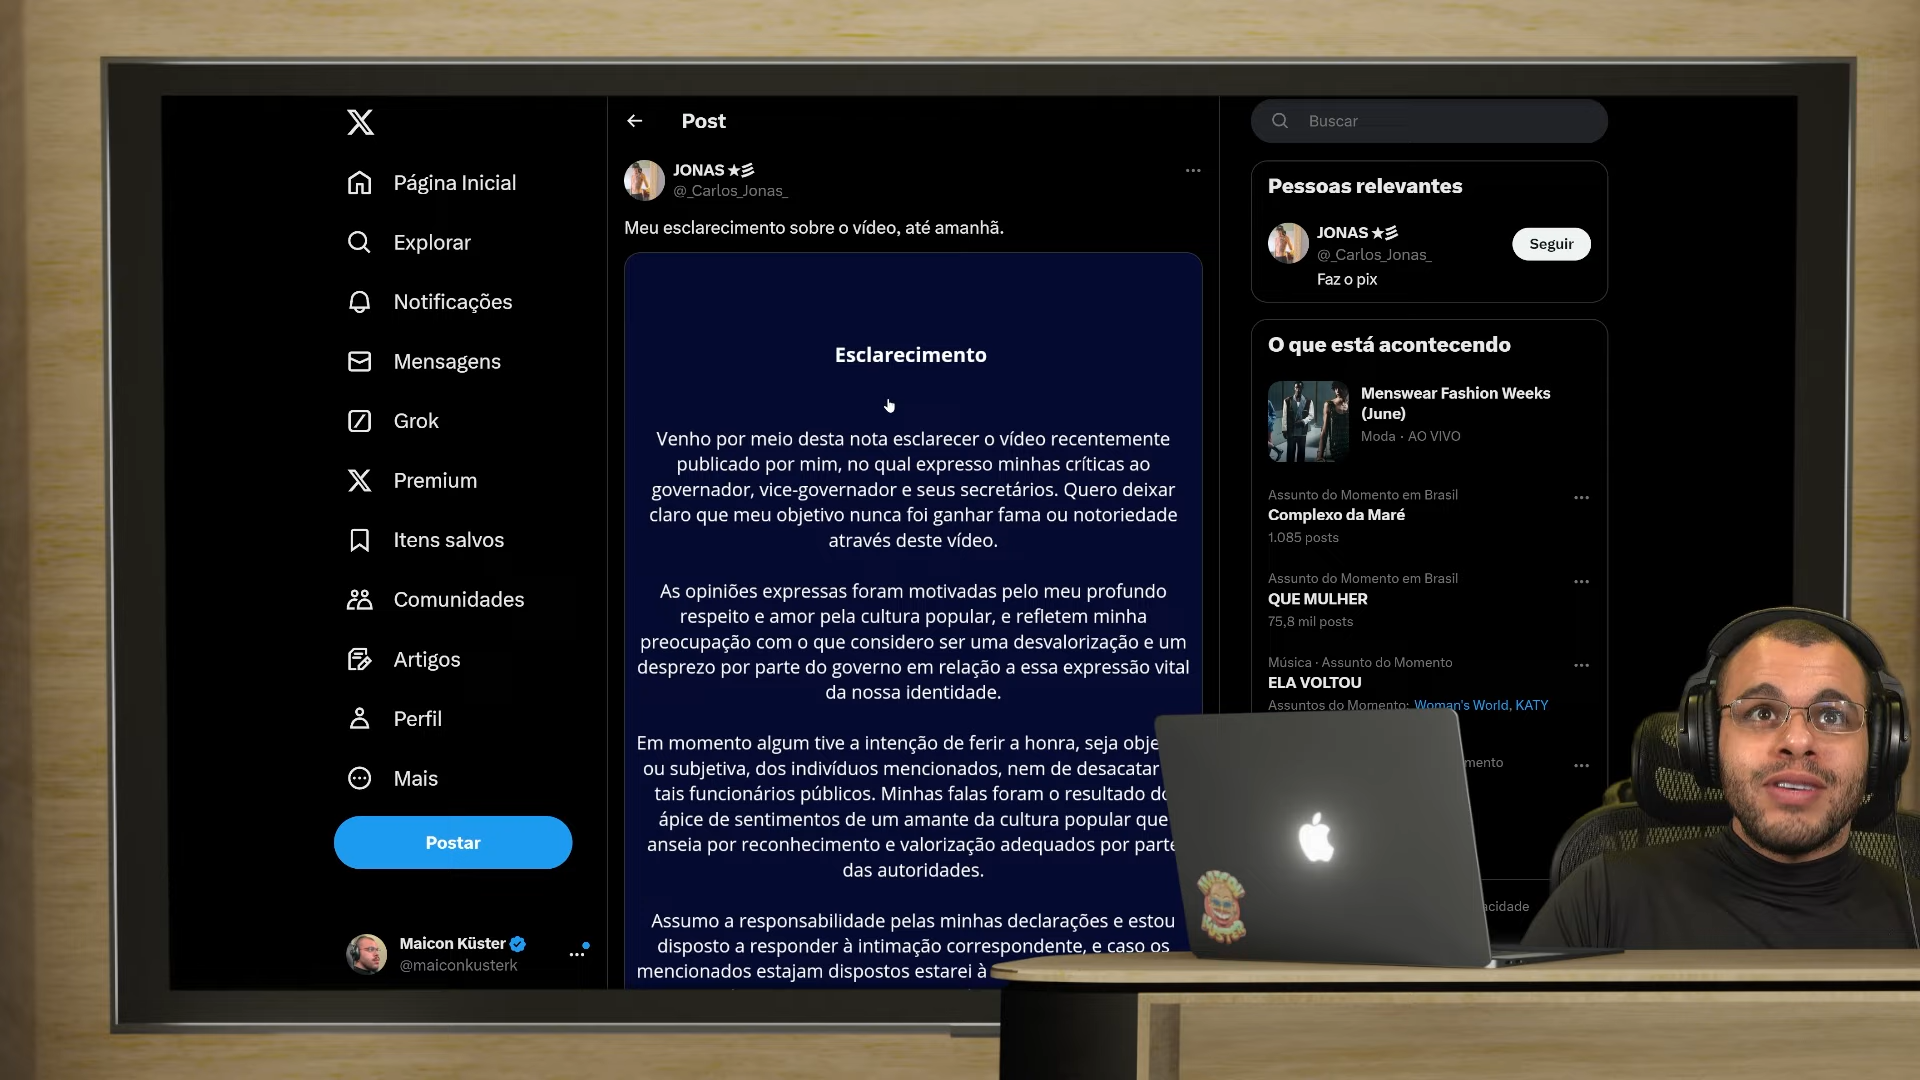 Página Inicial
Explorar
Notificações
Mensagens
Grok
Premium
Itens salvos
Comunidades
Artigos
Perfil
Mais
Postar
Maicon Küster
@maiconkusterk
Post
JONAS
@_Carlos_Jonas_
Meu esclarecimento sobre o vídeo, até amanhã.
Esclarecimento
Venho por meio desta nota esclarecer o vídeo recentemente
publicado por mim, no qual expresso minhas críticas ao
governador, vice-governador e seus secretários. Quero deixar
claro que meu objetivo nunca foi ganhar fama ou notoriedade
através deste vídeo.
As opiniões expressas foram motivadas pelo meu profundo
respeito e amor pela cultura popular, e refletem minha
preocupação com o que considero ser uma desvalorização e um
desprezo por parte do governo em relação a essa expressão vital
da nossa identidade.
Em momento algum tive a intenção de ferir a honra, seja
ou subjetiva, dos indivíduos mencionados, nem de desacatar
tais funcionários públicos. Minhas falas foram o resultado
ápice de sentimentos de um amante da cultura popular que
anseia por reconhecimento e valorização adequados por parte
das autoridades.
Assumo a responsabilidade pelas minhas declarações e estou
disposto a responder à intimação correspondente, e caso os
mencionados estajam dispostos estarei à
Buscar
Pessoas relevantes
JONAS
@_Carlos_Jonas_
Seguir
Faz o pix
O que está acontecendo
Menswear Fashion Weeks
(June)
Moda · AO VIVO
Assunto do Momento em Brasil
Complexo da Maré
1.085 posts
Assunto do Momento em Brasil
QUE MULHER
75,8 mil posts
Música · Assunto do Momento
ELA VOLTOU
Assuntos do Momento: Woman's World, KATY